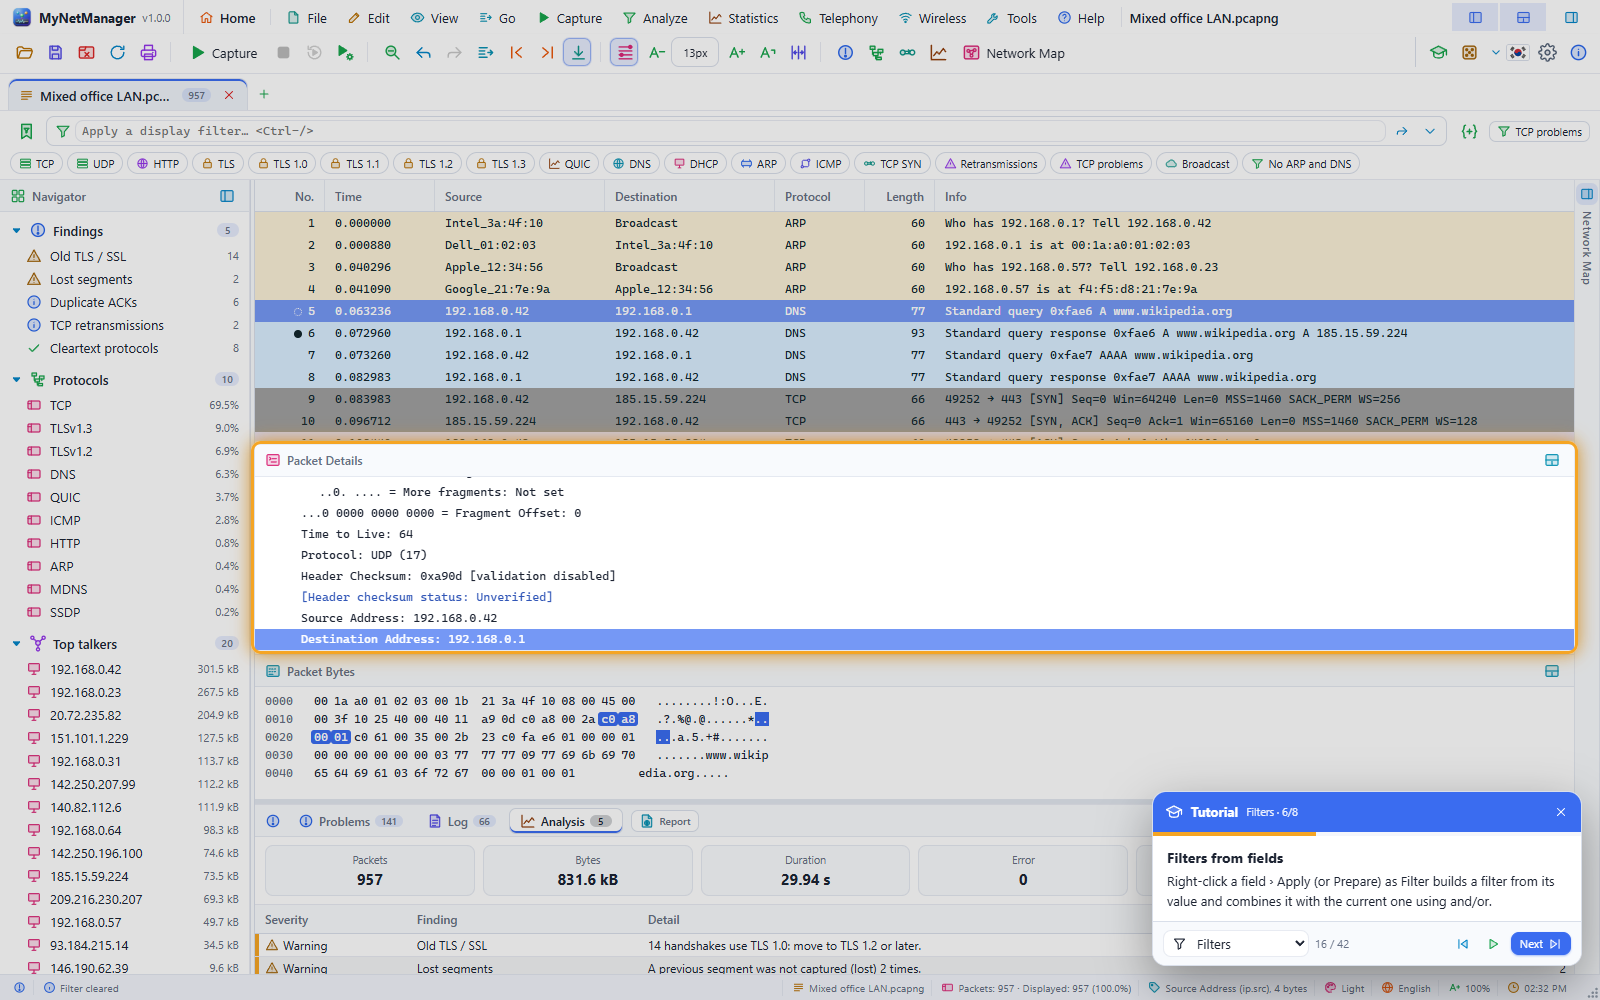 MyNetManager v1.0.0
Home File Edit View Go Capture Analyze Statistics Telephony Wireless Tools Help Mixed office LAN.pcapng
Capture A− 13px A+ A Network Map
Mixed office LAN.pc... 957
Apply a display filter… <Ctrl-/>
TCP problems
TCP UDP HTTP TLS TLS 1.0 TLS 1.1 TLS 1.2 TLS 1.3 QUIC DNS DHCP ARP ICMP TCP SYN Retransmissions TCP problems Broadcast No ARP and DNS
Navigator
Findings 5
Old TLS / SSL 14
Lost segments 2
Duplicate ACKs 6
TCP retransmissions 2
Cleartext protocols 8
Protocols 10
TCP 69.5%
TLSv1.3 9.0%
TLSv1.2 6.9%
DNS 6.3%
QUIC 3.7%
ICMP 2.8%
HTTP 0.8%
ARP 0.4%
MDNS 0.4%
SSDP 0.2%
Top talkers 20
192.168.0.42 301.5 kB
192.168.0.23 267.5 kB
20.72.235.82 204.9 kB
151.101.1.229 127.5 kB
192.168.0.31 113.7 kB
142.250.207.99 112.2 kB
140.82.112.6 111.9 kB
192.168.0.64 98.3 kB
142.250.196.100 74.6 kB
185.15.59.224 73.5 kB
209.216.230.207 69.3 kB
192.168.0.57 49.7 kB
93.184.215.14 34.5 kB
146.190.62.39 9.6 kB
No. Time Source Destination Protocol Length Info
1 0.000000 Intel_3a:4f:10 Broadcast ARP 60 Who has 192.168.0.1? Tell 192.168.0.42
2 0.000880 Dell_01:02:03 Intel_3a:4f:10 ARP 60 192.168.0.1 is at 00:1a:a0:01:02:03
3 0.040296 Apple_12:34:56 Broadcast ARP 60 Who has 192.168.0.57? Tell 192.168.0.23
4 0.041090 Google_21:7e:9a Apple_12:34:56 ARP 60 192.168.0.57 is at f4:f5:d8:21:7e:9a
5 0.063236 192.168.0.42 192.168.0.1 DNS 77 Standard query 0xfae6 A www.wikipedia.org
6 0.072960 192.168.0.1 192.168.0.42 DNS 93 Standard query response 0xfae6 A www.wikipedia.org A 185.15.59.224
7 0.073260 192.168.0.42 192.168.0.1 DNS 77 Standard query 0xfae7 AAAA www.wikipedia.org
8 0.082983 192.168.0.1 192.168.0.42 DNS 77 Standard query response 0xfae7 AAAA www.wikipedia.org
9 0.083983 192.168.0.42 185.15.59.224 TCP 66 49252 → 443 [SYN] Seq=0 Win=64240 Len=0 MSS=1460 SACK_PERM WS=256
10 0.096712 185.15.59.224 192.168.0.42 TCP 66 443 → 49252 [SYN, ACK] Seq=0 Ack=1 Win=65160 Len=0 MSS=1460 SACK_PERM WS=128
Network Map
Packet Details
..0. .... = More fragments: Not set
...0 0000 0000 0000 = Fragment Offset: 0
Time to Live: 64
Protocol: UDP (17)
Header Checksum: 0xa90d [validation disabled]
[Header checksum status: Unverified]
Source Address: 192.168.0.42
Destination Address: 192.168.0.1
Packet Bytes
0000 00 1a a0 01 02 03 00 1b 21 3a 4f 10 08 00 45 00 ........!:O...E.
0010 00 3f 10 25 40 00 40 11 a9 0d c0 a8 00 2a c0 a8 .?.%@.@......*..
0020 00 01 c0 61 00 35 00 2b 23 c0 fa e6 01 00 00 01 ...a.5.+#.......
0030 00 00 00 00 00 00 03 77 77 77 09 77 69 6b 69 70 .......www.wikip
0040 65 64 69 61 03 6f 72 67 00 00 01 00 01 edia.org.....
Problems 141 Log 66 Analysis 5 Report
Packets 957
Bytes 831.6 kB
Duration 29.94 s
Error 0
Severity Finding Detail
Warning Old TLS / SSL 14 handshakes use TLS 1.0: move to TLS 1.2 or later.
Warning Lost segments A previous segment was not captured (lost) 2 times. 2
Tutorial Filters · 6/8
Filters from fields
Right-click a field › Apply (or Prepare) as Filter builds a filter from its
value and combines it with the current one using and/or.
Filters 16 / 42 Next
Filter cleared Mixed office LAN.pcapng Packets: 957 · Displayed: 957 (100.0%) Source Address (ip.src), 4 bytes Light English 100% 02:32 PM